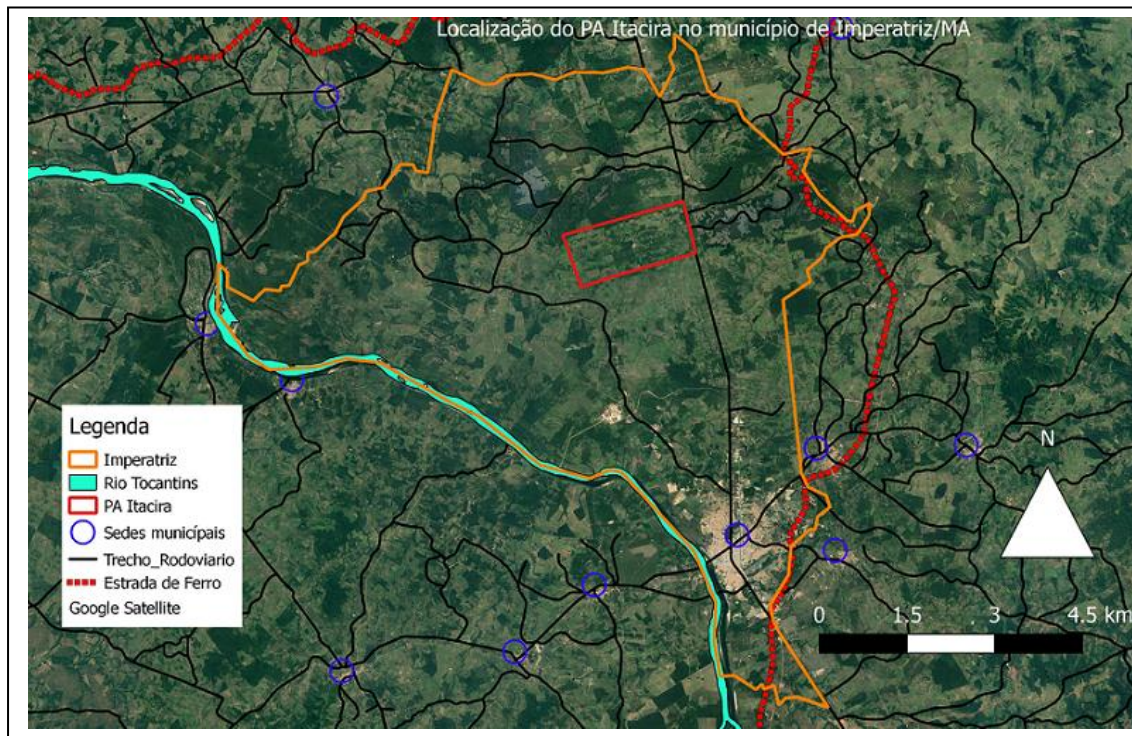 Localização do PA Itacira no município de Imperatriz/MA
Legenda
Imperatriz
Rio Tocantins
PA Itacira
Sedes municípais
Trecho_Rodoviario
Estrada de Ferro
Google Satellite
N
0 1.5 3 4.5 km